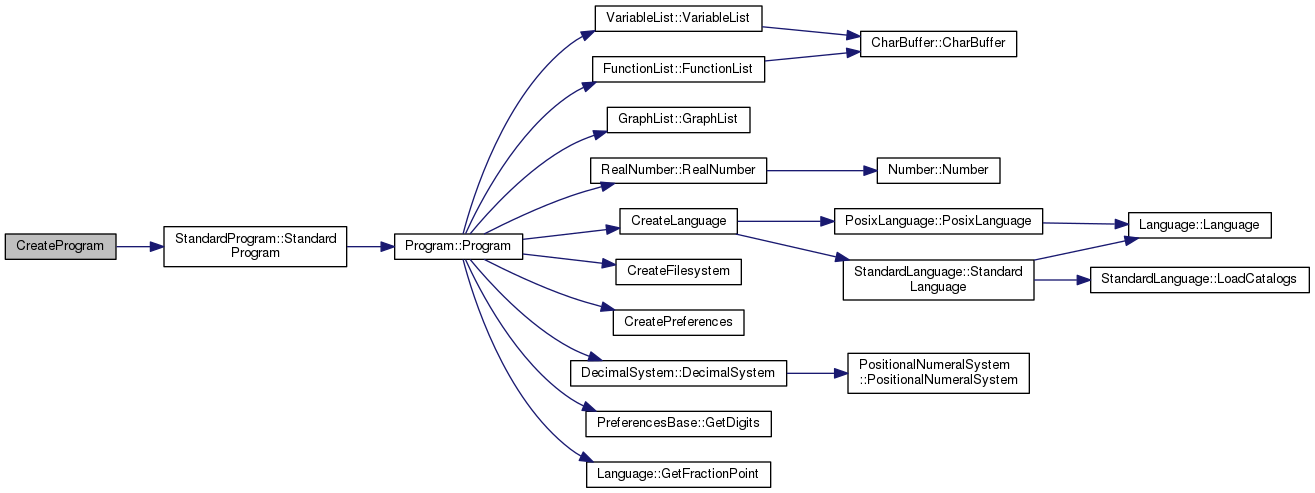 CreateProgram
StandardProgram::Standard
Program
Program::Program
VariableList::VariableList
CharBuffer::CharBuffer
FunctionList::FunctionList
GraphList::GraphList
RealNumber::RealNumber
Number::Number
CreateLanguage
PosixLanguage::PosixLanguage
Language::Language
StandardLanguage::Standard
Language
StandardLanguage::LoadCatalogs
CreateFilesystem
CreatePreferences
DecimalSystem::DecimalSystem
PositionalNumeralSystem
::PositionalNumeralSystem
PreferencesBase::GetDigits
Language::GetFractionPoint